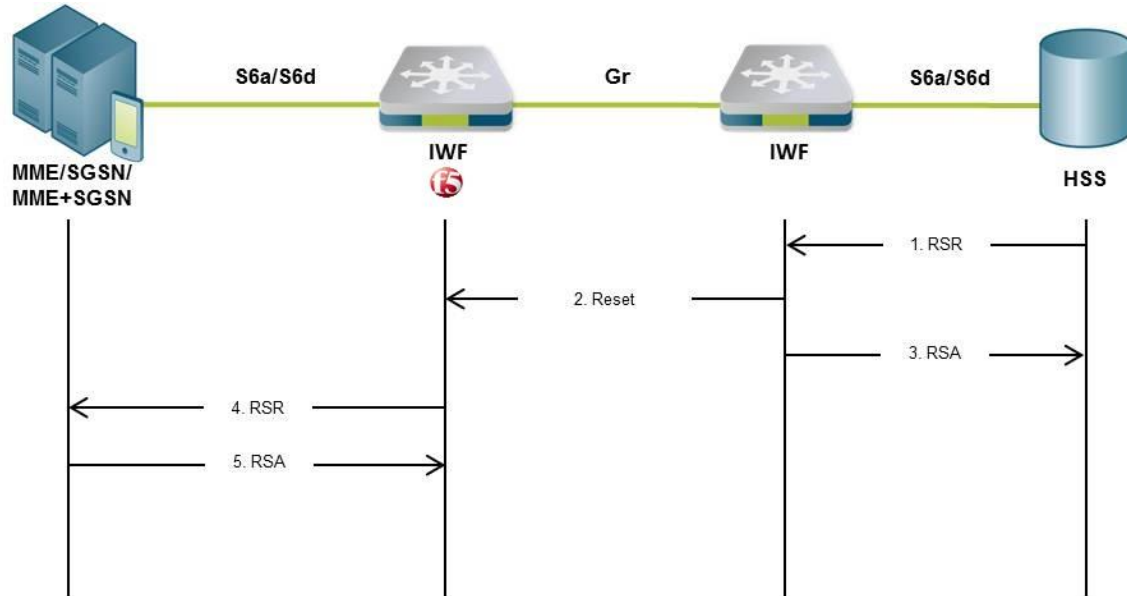 S6a/S6d
Gr
S6a/S6d
MME/SGSN/
MME+SGSN
IWF
f5
IWF
HSS
1. RSR
2. Reset
3. RSA
4. RSR
5. RSA